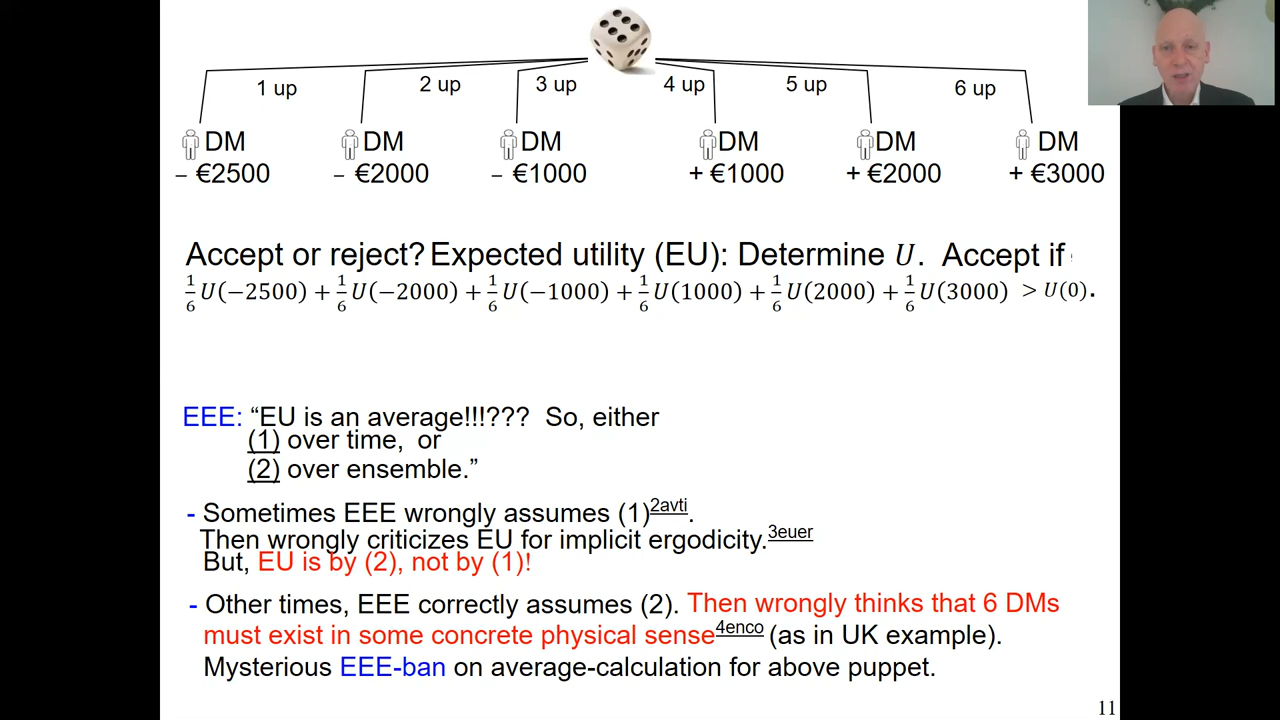 1 up 2 up 3 up 4 up 5 up 6 up
DM DM DM DM DM DM
– €2500 – €2000 – €1000 + €1000 + €2000 + €3000
Accept or reject? Expected utility (EU): Determine U. Accept if
1/6 U(−2500) + 1/6 U(−2000) + 1/6 U(−1000) + 1/6 U(1000) + 1/6 U(2000) + 1/6 U(3000) > U(0).
EEE: “EU is an average!!!??? So, either
(1) over time, or
(2) over ensemble.”
- Sometimes EEE wrongly assumes (1)2avti.
Then wrongly criticizes EU for implicit ergodicity.3euer
But, EU is by (2), not by (1)!
- Other times, EEE correctly assumes (2). Then wrongly thinks that 6 DMs
must exist in some concrete physical sense4enco (as in UK example).
Mysterious EEE-ban on average-calculation for above puppet.
11